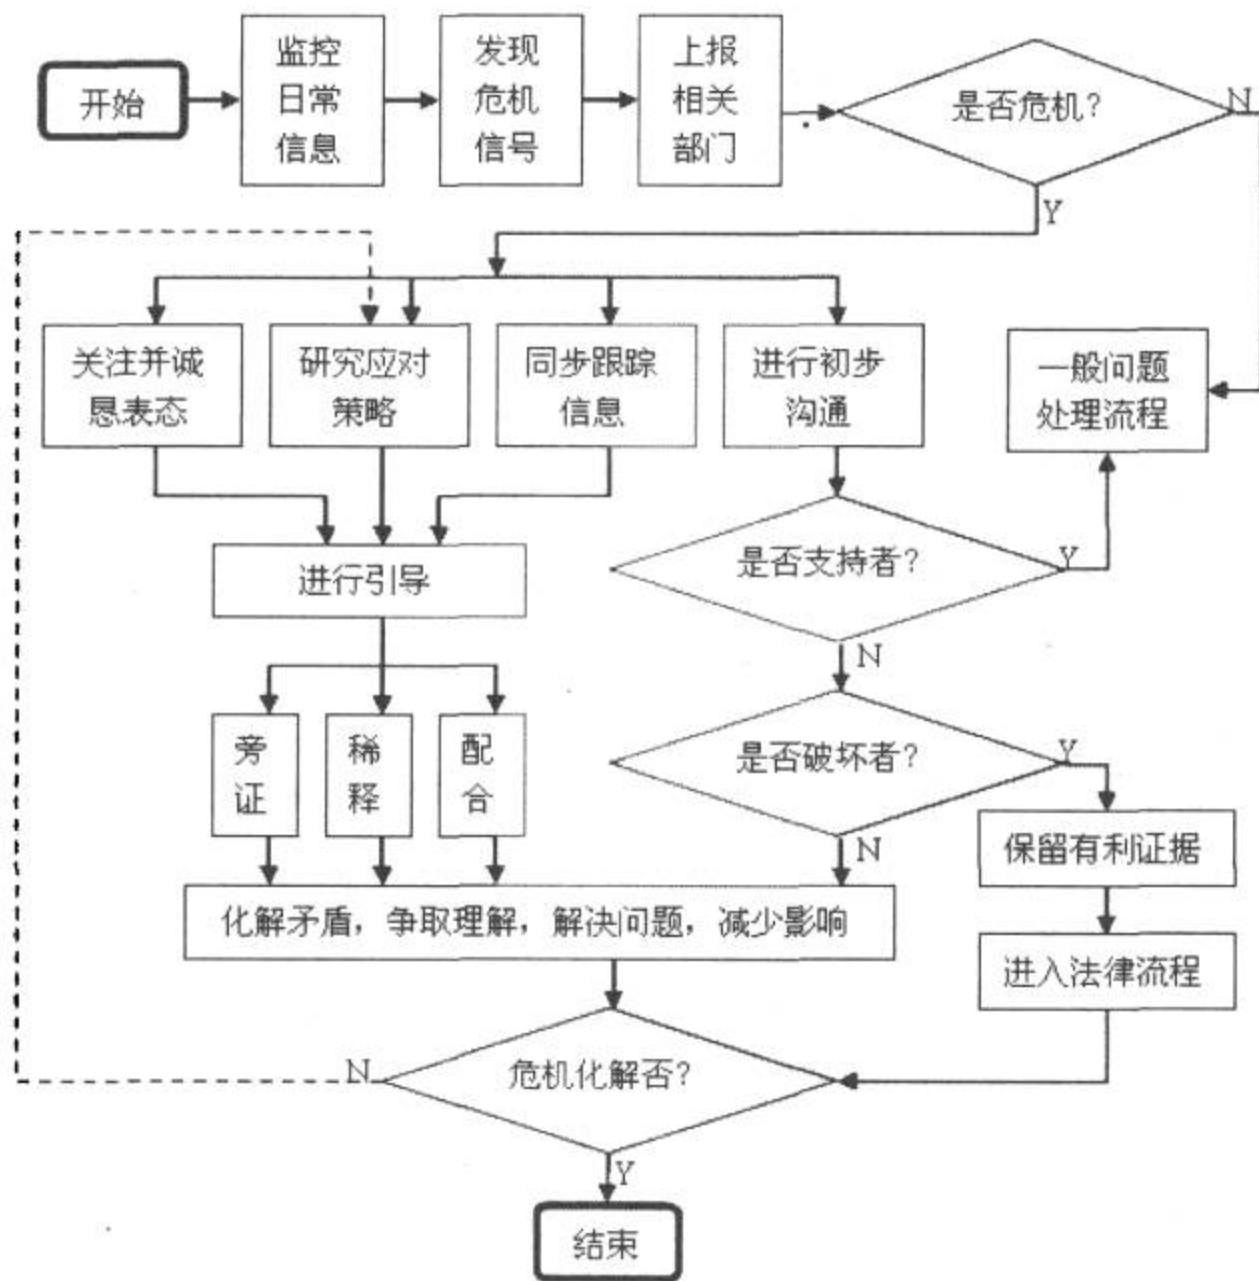 开始
监控
日常
信息
发现
危机
信号
上报
相关
部门
是否危机？
N
Y
关注并诚
恳表态
研究应对
策略
同步跟踪
信息
进行初步
沟通
一般问题
处理流程
进行引导
是否支持者？
Y
N
旁
证
稀
释
配
合
是否破坏者？
Y
N
保留有利证据
化解矛盾，争取理解，解决问题，减少影响
进入法律流程
危机化解否？
N
Y
结束